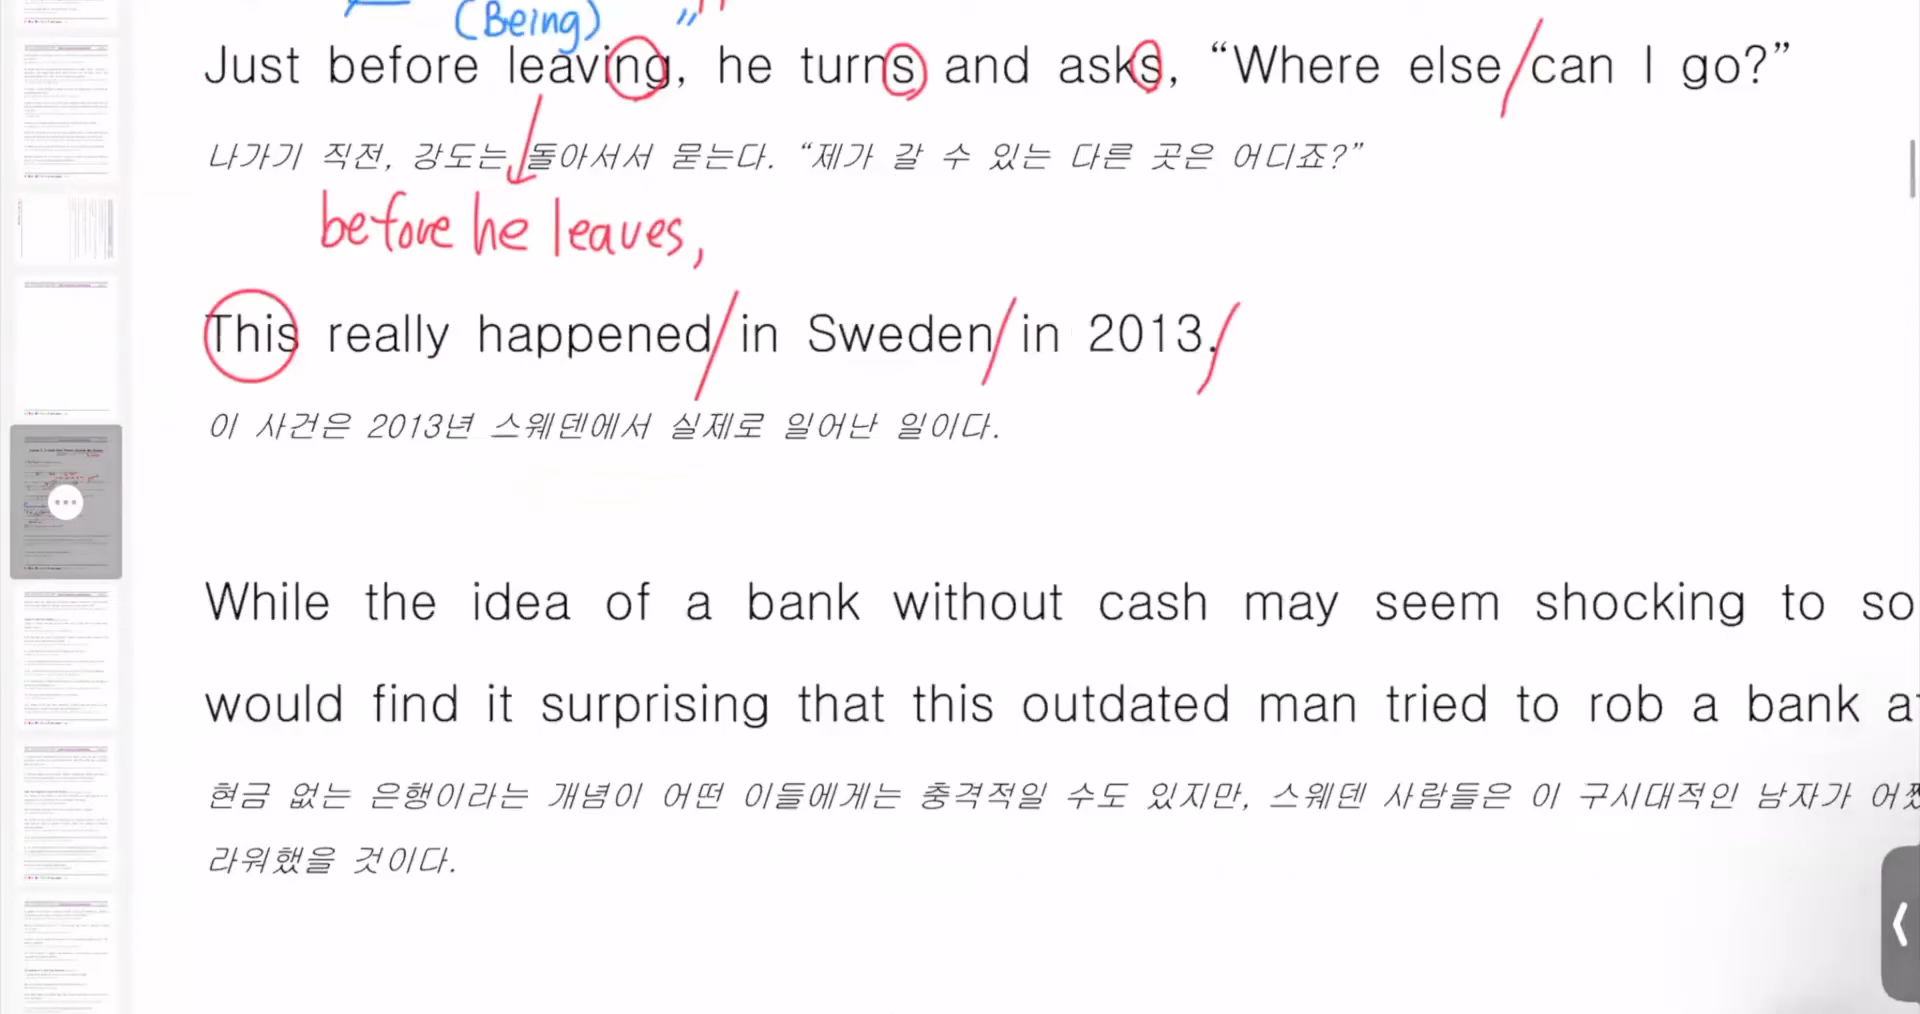 (Being)
Just before leaving, he turns and asks, “Where else/can I go?”
나가기 직전, 강도는 돌아서서 묻는다. “제가 갈 수 있는 다른 곳은 어디죠?”
before he leaves,
This really happened/in Sweden/in 2013./
이 사건은 2013년 스웨덴에서 실제로 일어난 일이다.
While the idea of a bank without cash may seem shocking to so
would find it surprising that this outdated man tried to rob a bank at
현금 없는 은행이라는 개념이 어떤 이들에게는 충격적일 수도 있지만, 스웨덴 사람들은 이 구시대적인 남자가 어쨌
라워했을 것이다.